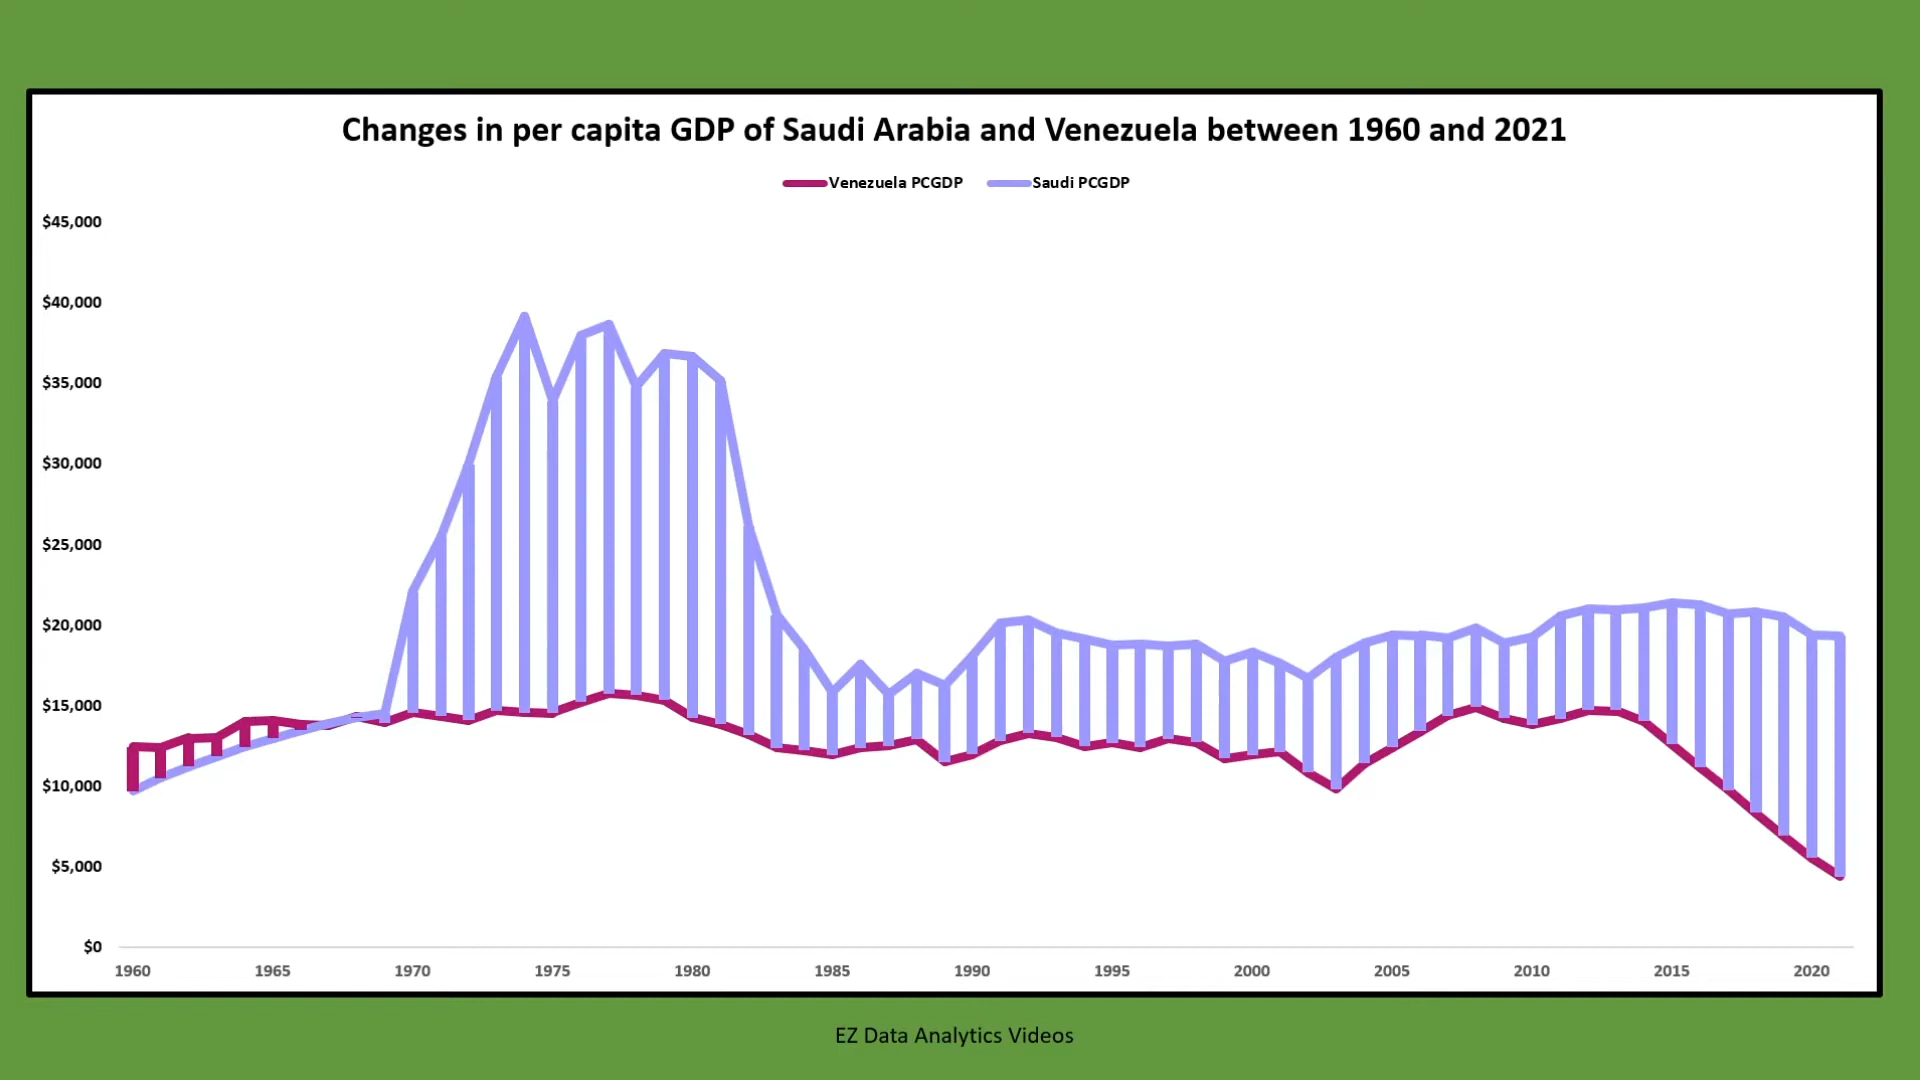 Changes in per capita GDP of Saudi Arabia and Venezuela between 1960 and 2021
Venezuela PCGDP Saudi PCGDP
$45,000
$40,000
$35,000
$30,000
$25,000
$20,000
$15,000
$10,000
$5,000
$0
1960 1965 1970 1975 1980 1985 1990 1995 2000 2005 2010 2015 2020
EZ Data Analytics Videos